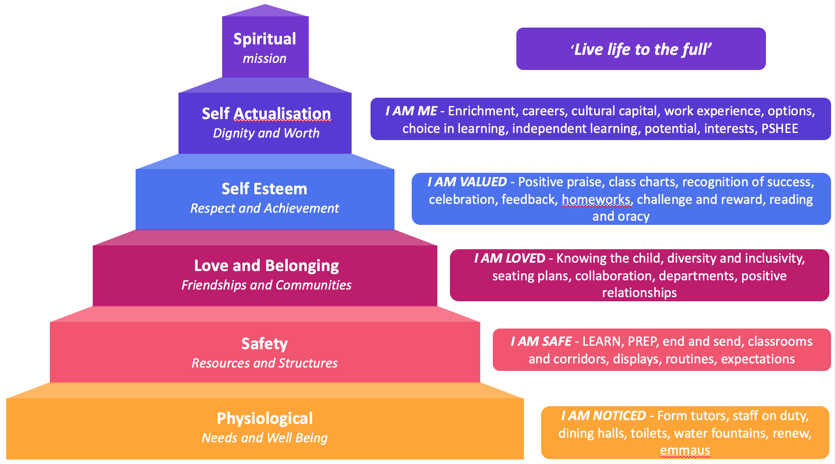 Spiritual
mission
‘Live life to the full’
Self Actualisation
Dignity and Worth
I AM ME - Enrichment, careers, cultural capital, work experience, options,
choice in learning, independent learning, potential, interests, PSHEE
Self Esteem
Respect and Achievement
I AM VALUED - Positive praise, class charts, recognition of success,
celebration, feedback, homeworks, challenge and reward, reading
and oracy
Love and Belonging
Friendships and Communities
I AM LOVED - Knowing the child, diversity and inclusivity,
seating plans, collaboration, departments, positive
relationships
Safety
Resources and Structures
I AM SAFE - LEARN, PREP, end and send, classrooms
and corridors, displays, routines, expectations
Physiological
Needs and Well Being
I AM NOTICED - Form tutors, staff on duty,
dining halls, toilets, water fountains, renew,
emmaus